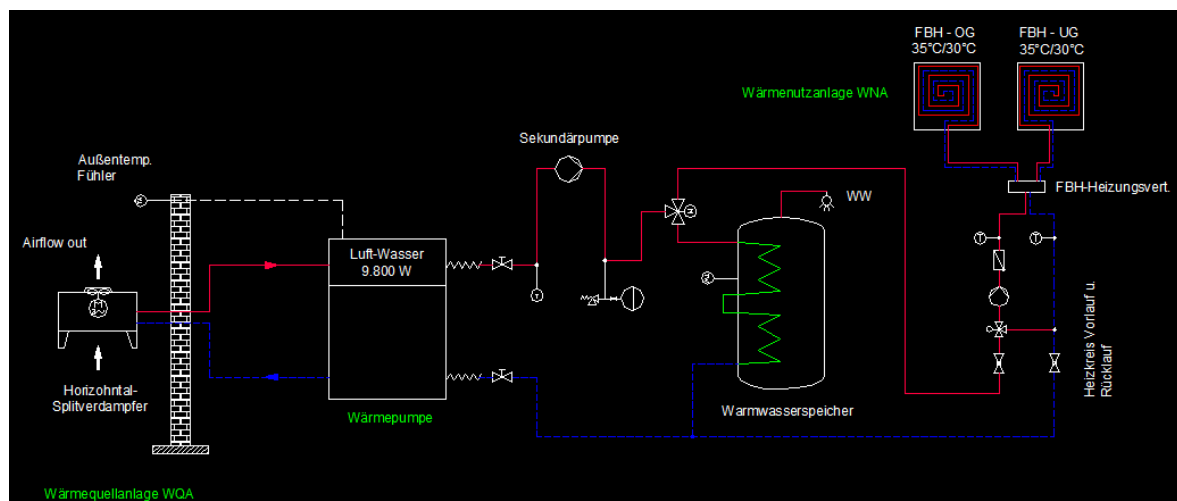 FBH - OG
35°C/30°C
FBH - UG
35°C/30°C
Wärmenutzanlage WNA
Sekundärpumpe
Außentemp.
Fühler
FBH-Heizungsvert.
WW
Airflow out
Luft-Wasser
9.800 W
M
T
T
T
Heizkreis Vorlauf u.
Rücklauf
Horizohntal-
Splitverdampfer
Wärmepumpe
Warmwasserspeicher
Wärmequellanlage WQA